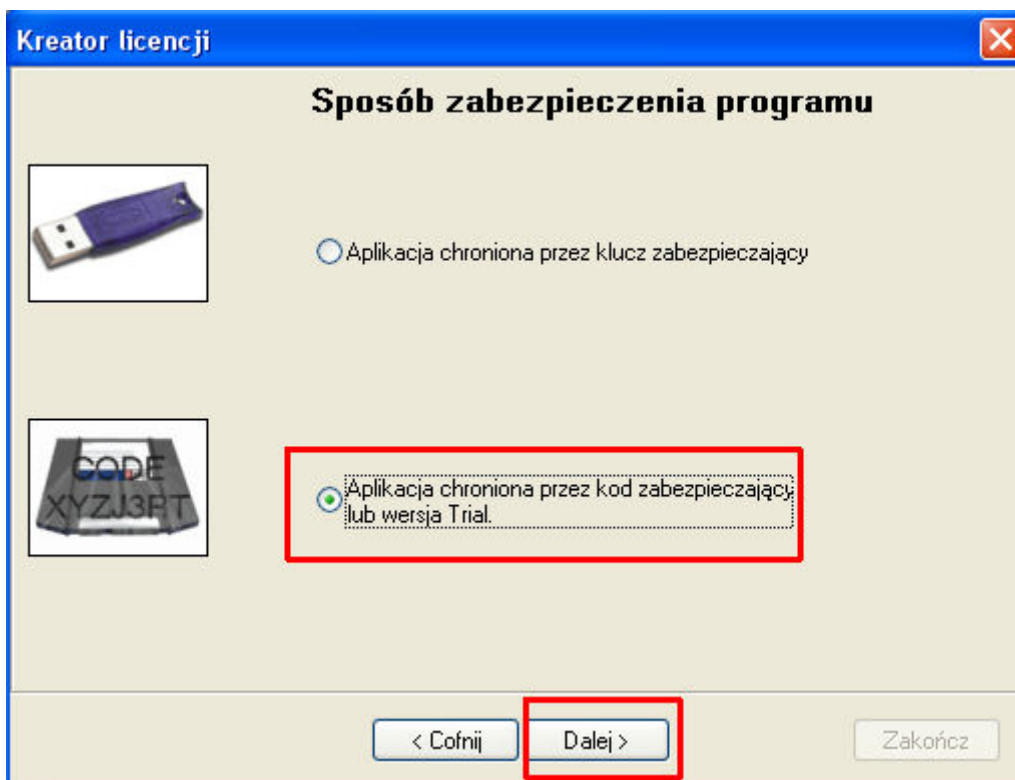 Kreator licencji
Sposób zabezpieczenia programu
Aplikacja chroniona przez klucz zabezpieczający
CODE
XYZJ3PT
Aplikacja chroniona przez kod zabezpieczający
lub wersja Trial.
< Cofnij
Dalej >
Zakończ